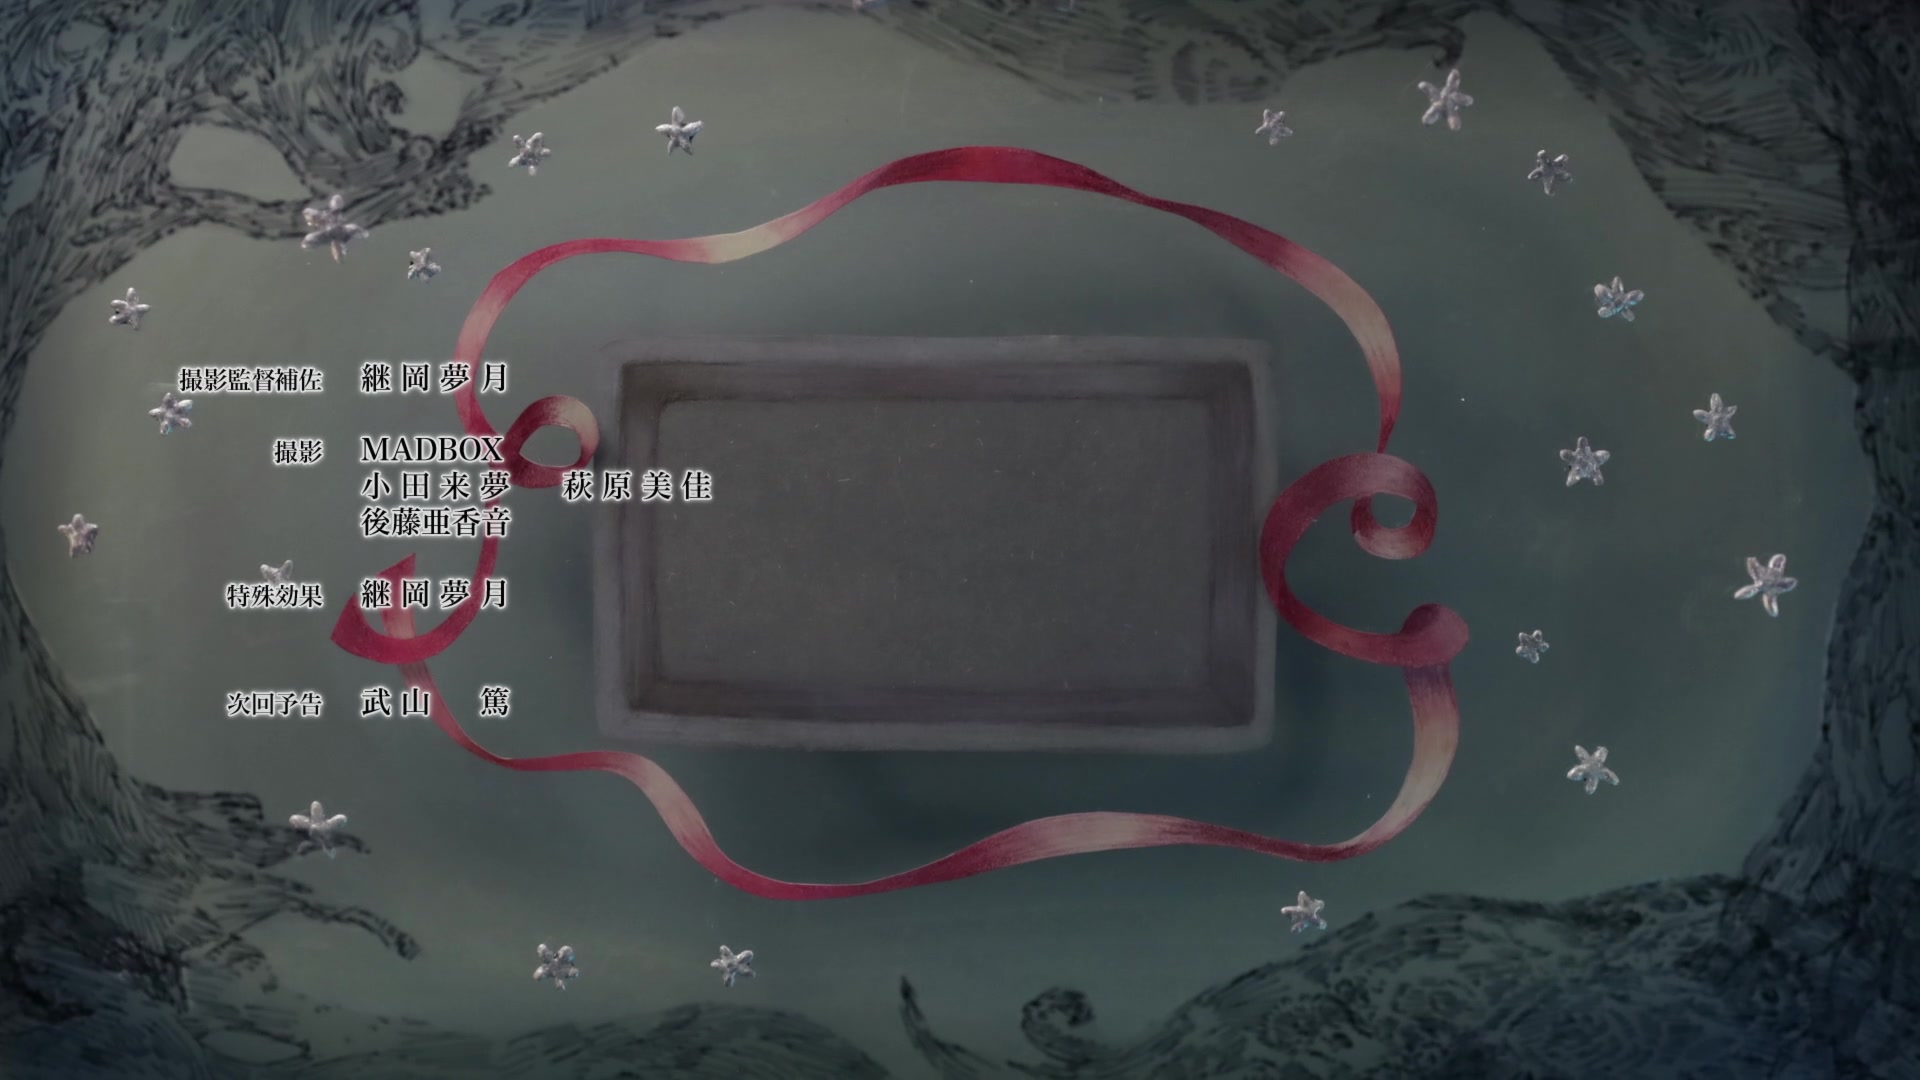 撮影監督補佐 継岡夢月
撮影 MADBOX
小田来夢 萩原美佳
後藤亜香音
特殊効果 継岡夢月
次回予告 武山 篤